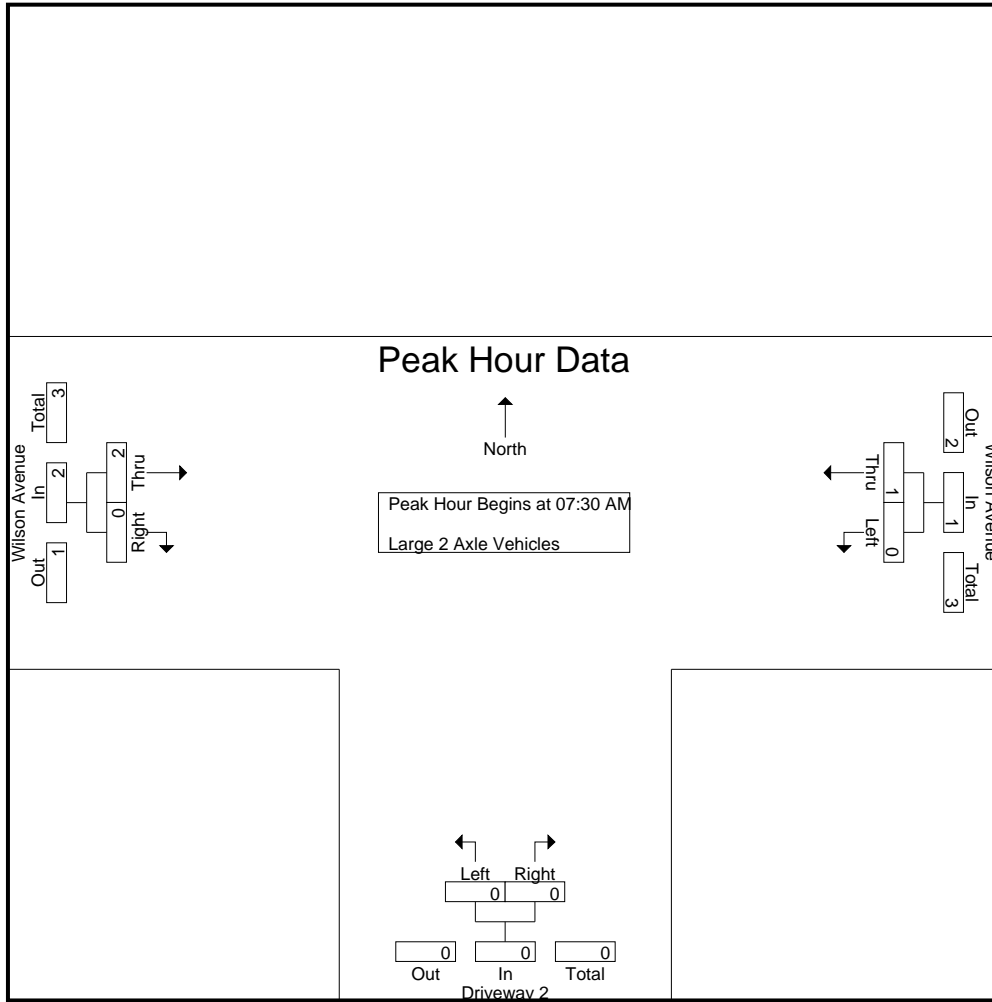 Peak Hour Data
North
Peak Hour Begins at 07:30 AM
Large 2 Axle Vehicles
Wilson Avenue
Total
3
In
2
Out
1
Thru
2
Right
0
Wilson Avenue
Out
2
In
1
Total
3
Thru
1
Left
0
Left Right
0 0
0 0 0
Out In Total
Driveway 2